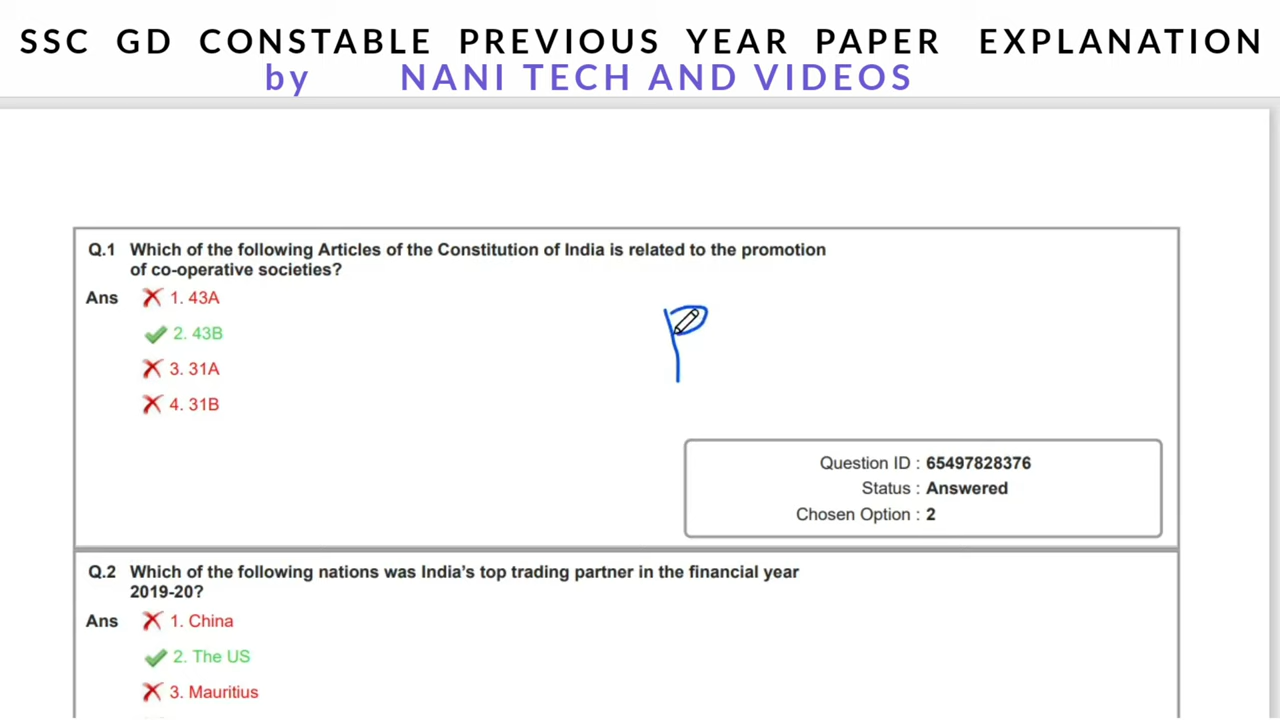 SSC GD CONSTABLE PREVIOUS YEAR PAPER EXPLANATION
by NANI TECH AND VIDEOS
Q.1 Which of the following Articles of the Constitution of India is related to the promotion
of co-operative societies?
Ans 1. 43A
2. 43B
3. 31A
4. 31B
P
Question ID : 65497828376
Status : Answered
Chosen Option : 2
Q.2 Which of the following nations was India's top trading partner in the financial year
2019-20?
Ans 1. China
2. The US
3. Mauritius